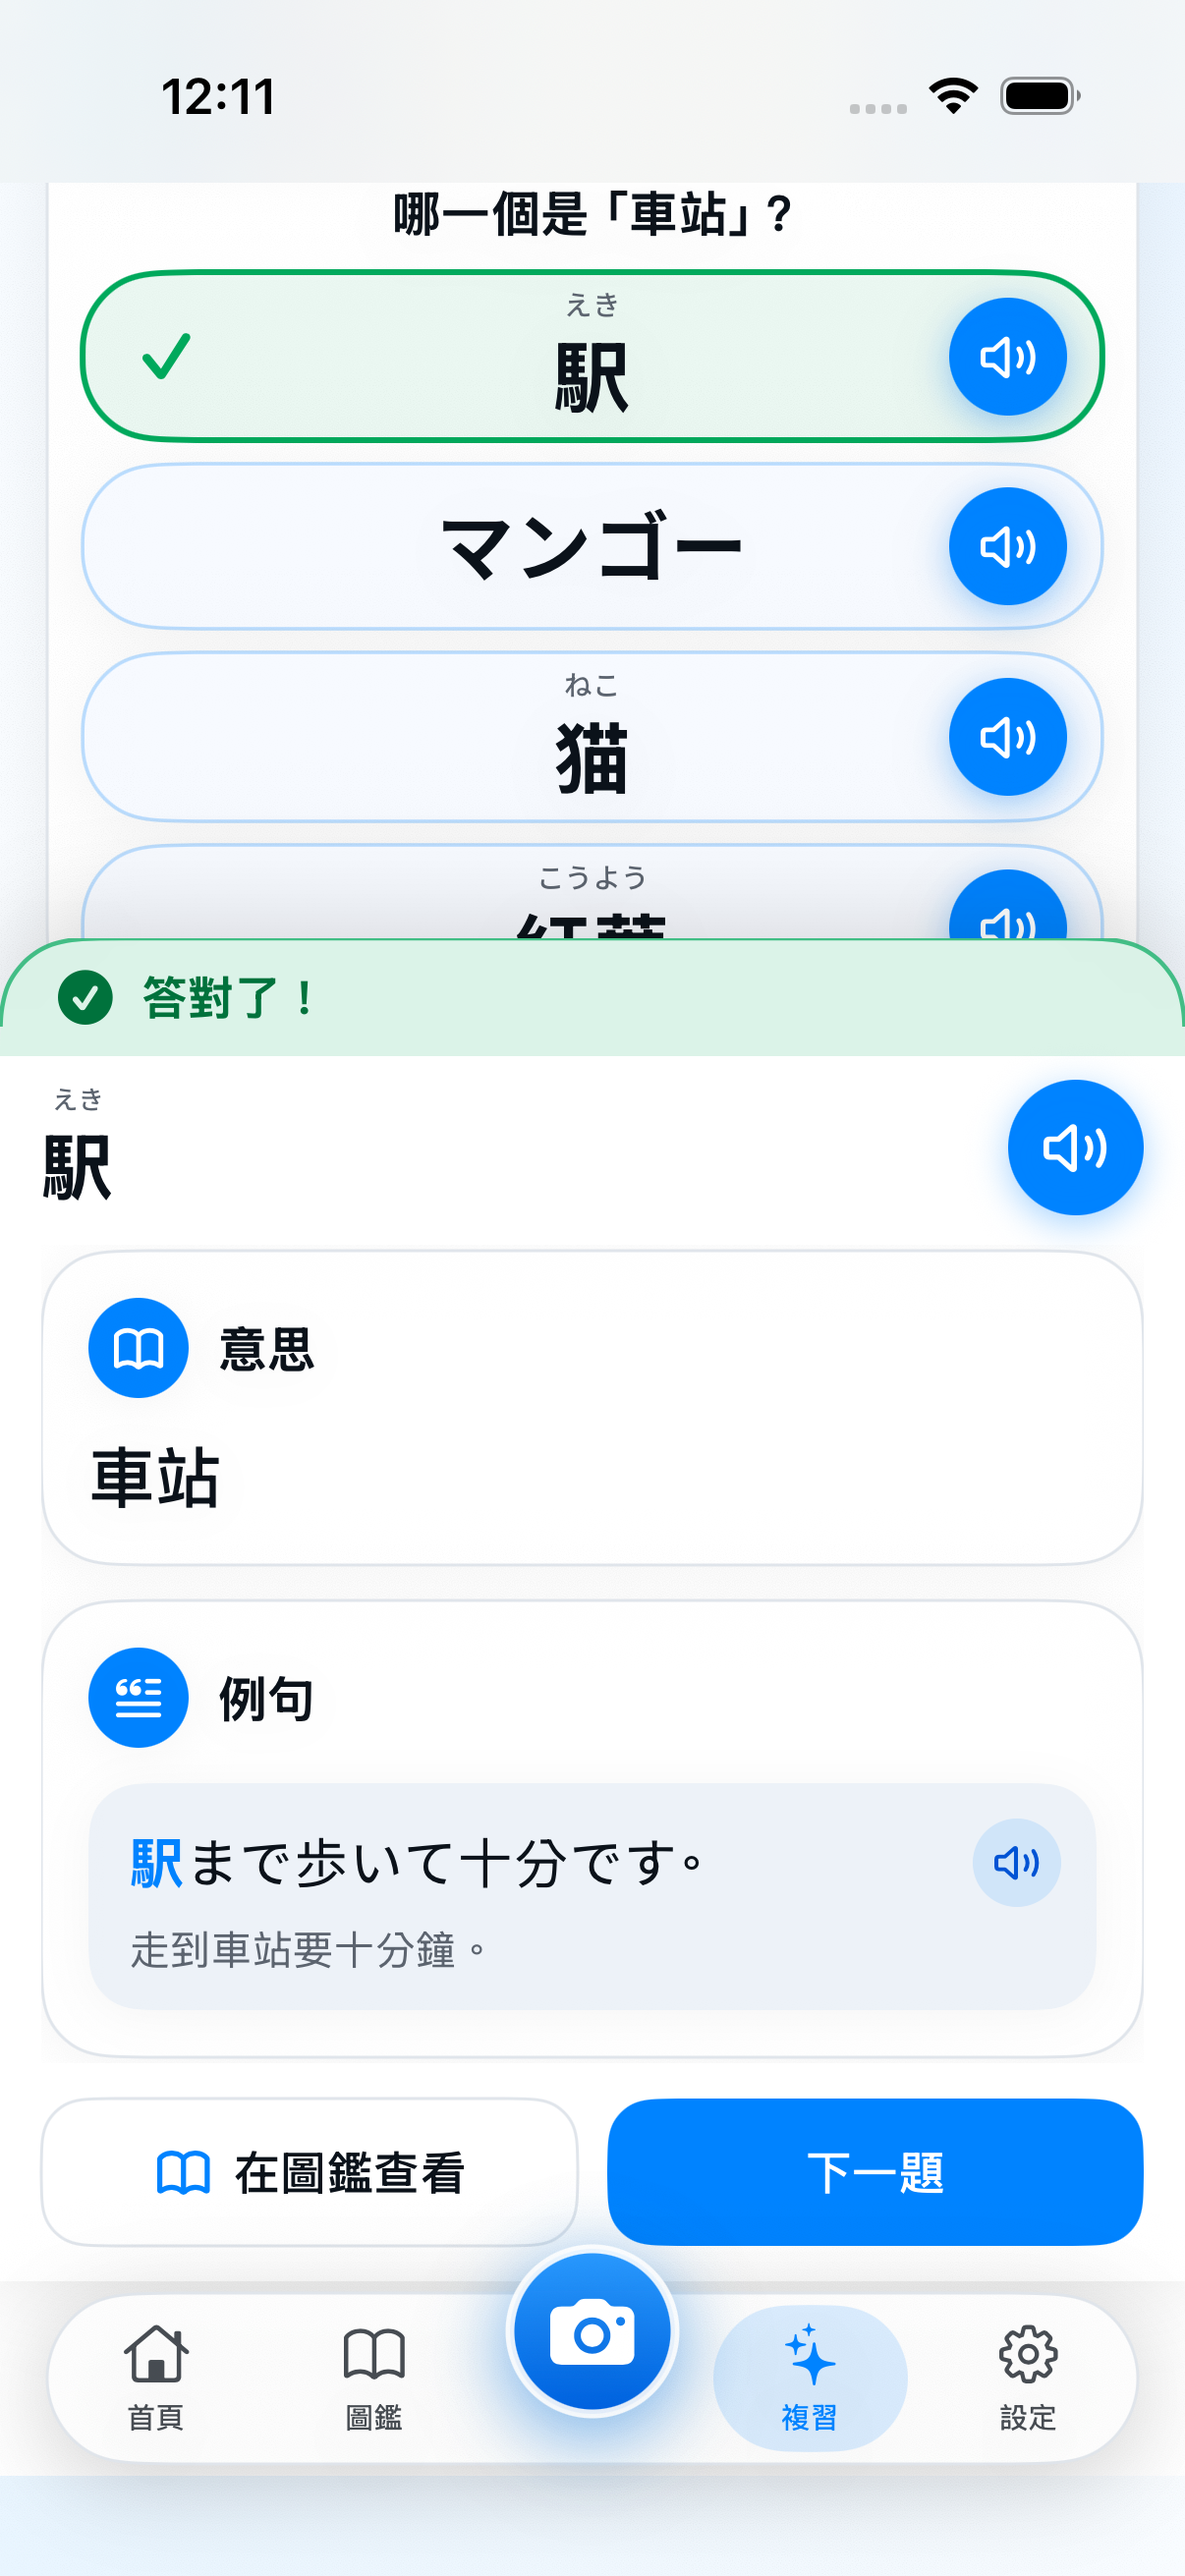 12:11
哪一個是「車站」?
えき
駅
マンゴー
ねこ
猫
こうよう
答對了！
えき
駅
意思
車站
例句
駅まで歩いて十分です。
走到車站要十分鐘。
在圖鑑查看
下一題
首頁
圖鑑
複習
設定